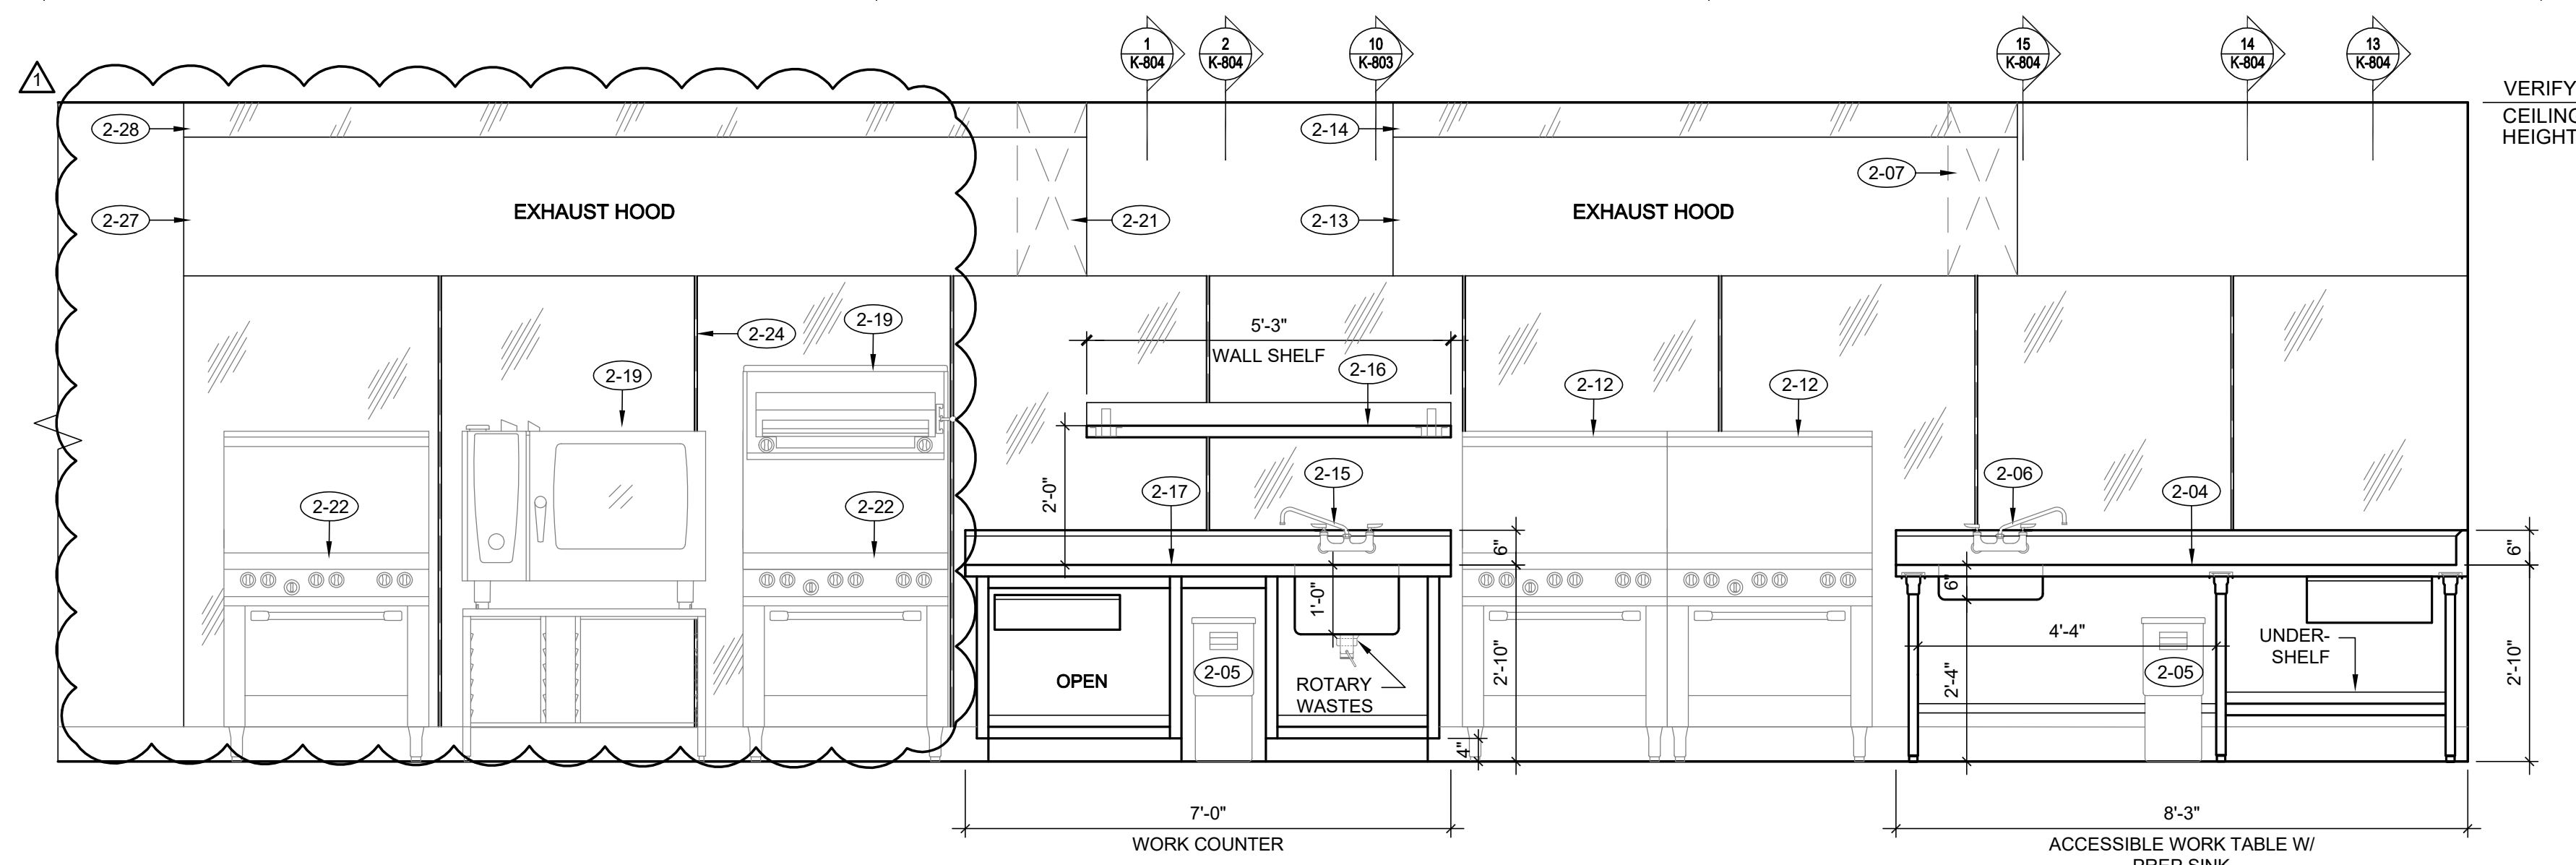 1
K-804
2
K-804
10
K-803
15
K-804
14
K-804
13
K-804
1
VERIFY
CEILING
HEIGHT
2-28
2-14
2-07
2-27
EXHAUST HOOD
2-21
2-13
EXHAUST HOOD
2-24
2-19
5'-3"
WALL SHELF
2-19
2-16
2-12
2-12
2'-0"
2-15
2-06
2-17
2-04
2-22
2-22
6"
6"
1'-0"
6"
4'-4"
UNDER-
SHELF
2-05
2-05
OPEN
ROTARY
WASTES
2'-10"
2'-4"
2'-10"
4"
7'-0"
WORK COUNTER
8'-3"
ACCESSIBLE WORK TABLE W/
PREP SINK